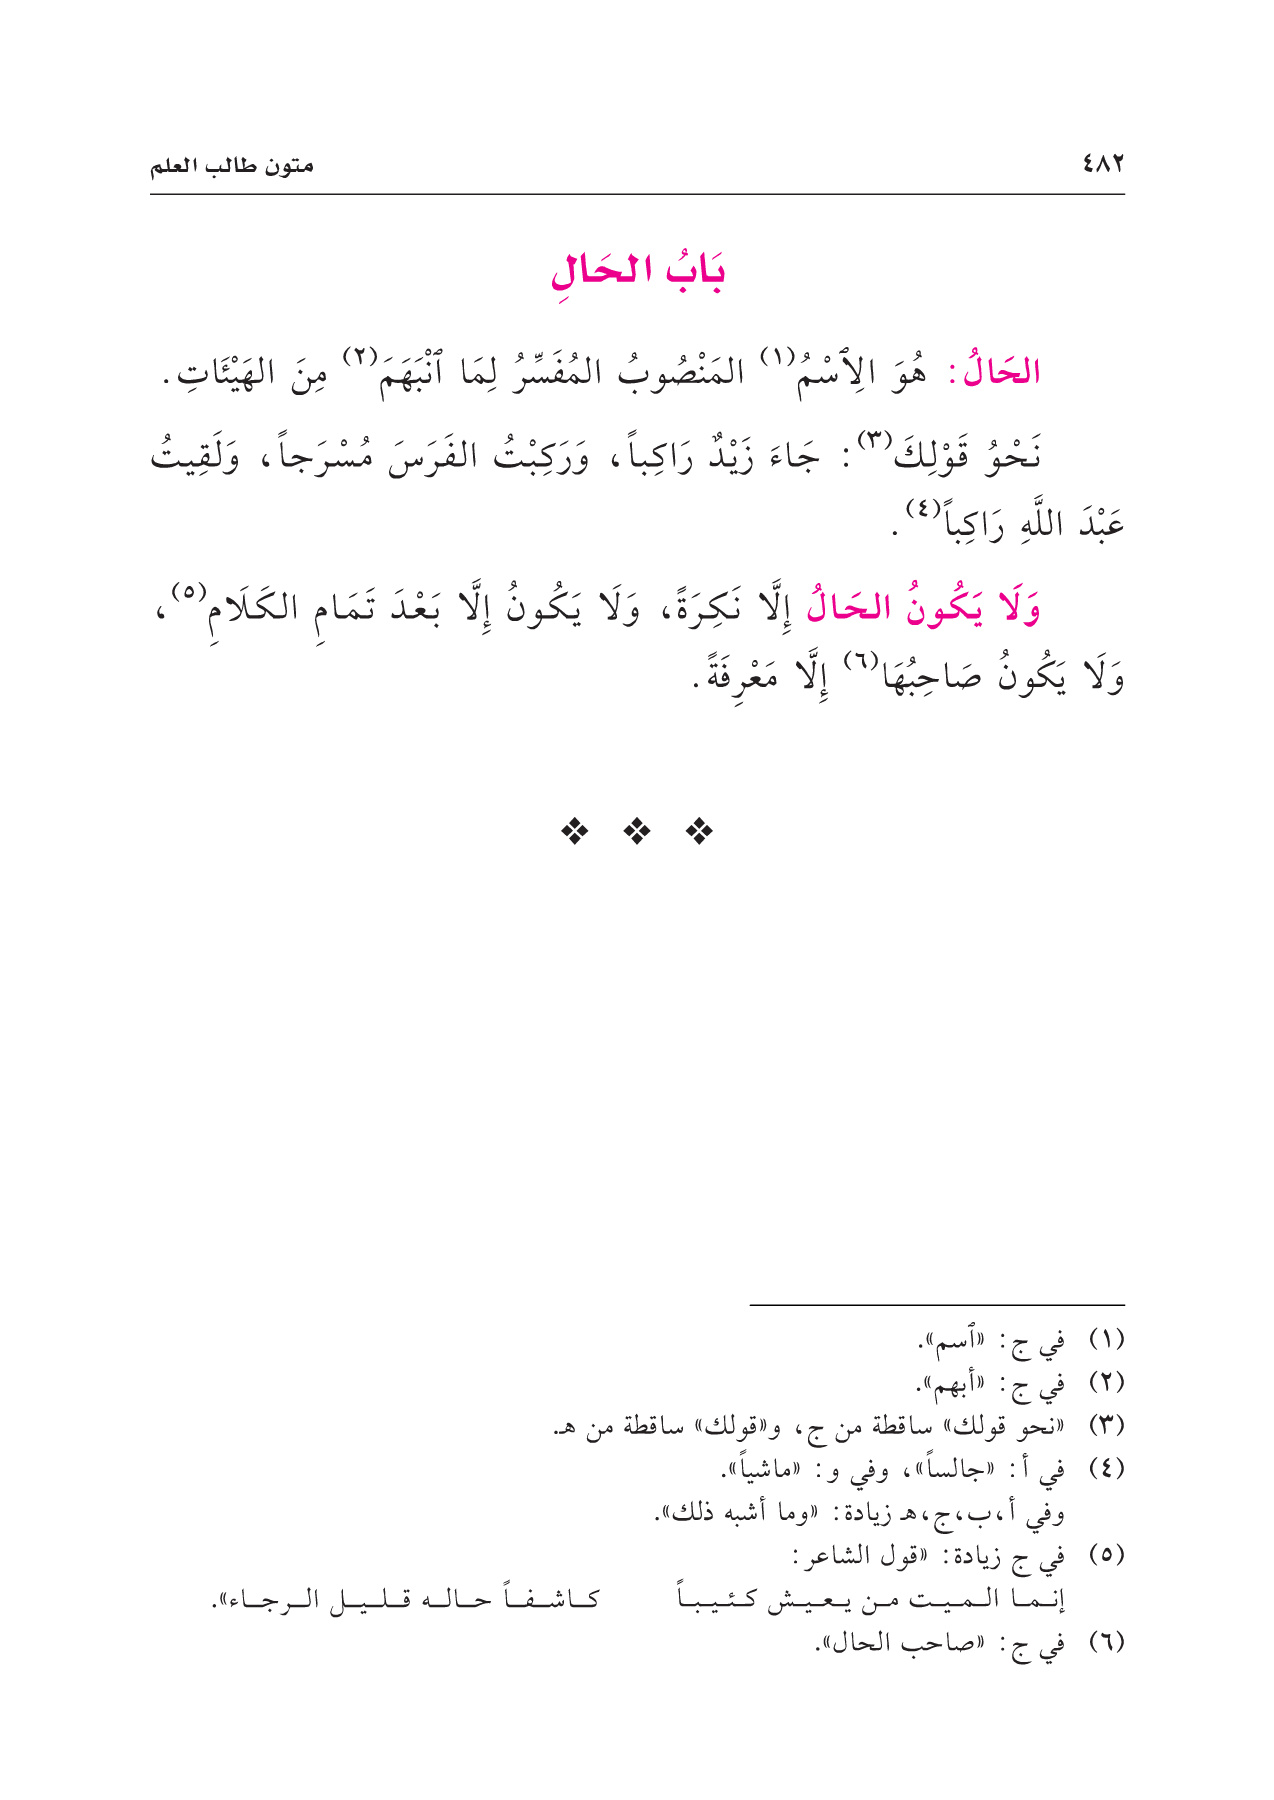 ٤٨٢ متون طالب العلم
بَابُ الحَالِ
الحَالُ: هُوَ الِٱسْمُ(١) المَنْصُوبُ المُفَسِّرُ لِمَا ٱنْبَهَمَ(٢) مِنَ الهَيْئَاتِ.
نَحْوُ قَوْلِكَ(٣): جَاءَ زَيْدٌ رَاكِباً، وَرَكِبْتُ الفَرَسَ مُسْرَجاً، وَلَقِيتُ
عَبْدَ اللَّهِ رَاكِباً(٤).
وَلَا يَكُونُ الحَالُ إِلَّا نَكِرَةً، وَلَا يَكُونُ إِلَّا بَعْدَ تَمَامِ الكَلَامِ(٥)،
وَلَا يَكُونُ صَاحِبُهَا(٦) إِلَّا مَعْرِفَةً.
❖ ❖ ❖
(١) في ج: «ٱسم».
(٢) في ج: «أبهم».
(٣) «نحو قولك» ساقطة من ج، و«قولك» ساقطة من هـ.
(٤) في أ: «جالساً»، وفي و: «ماشياً».
وفي أ،ب،ج،هـ زيادة: «وما أشبه ذلك».
(٥) في ج زيادة: «قول الشاعر:
إنما الميت من يعيش كئيباً كاشفاً حاله قليل الرجاء».
(٦) في ج: «صاحب الحال».